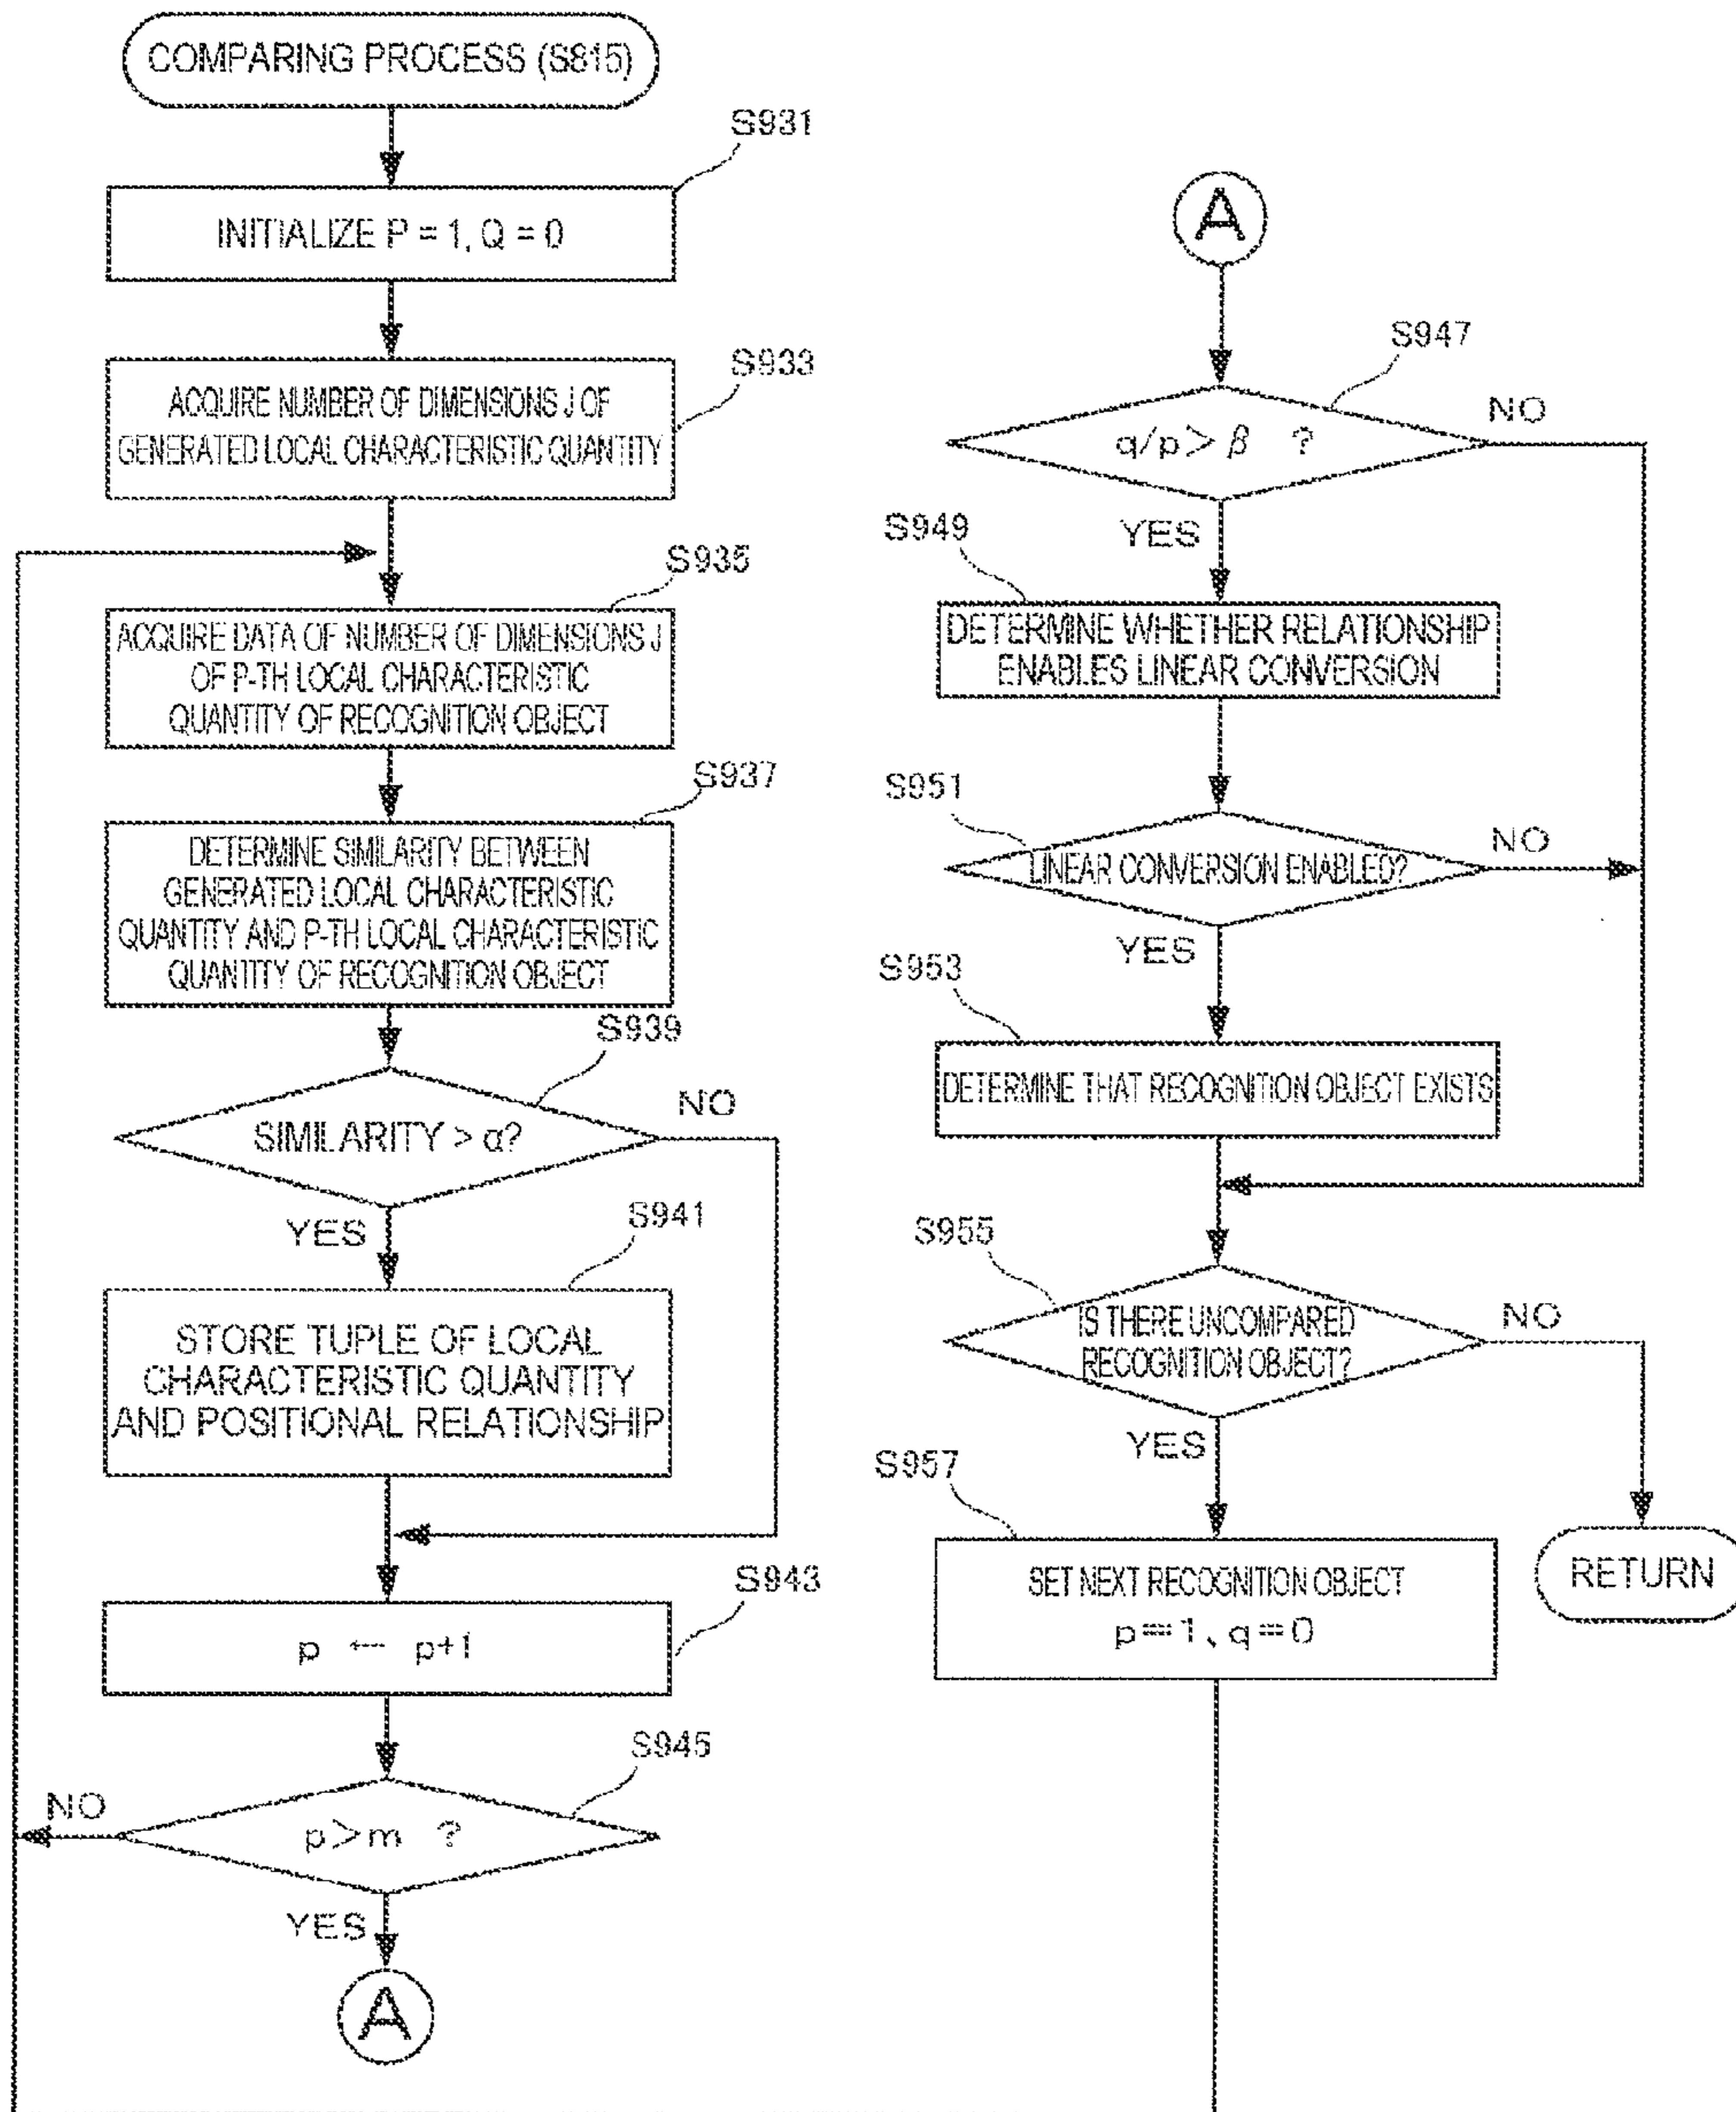 COMPARING PROCESS (S815)
S931
INITIALIZE P = 1, Q = 0
S933
ACQUIRE NUMBER OF DIMENSIONS J OF
GENERATED LOCAL CHARACTERISTIC QUANTITY
S935
ACQUIRE DATA OF NUMBER OF DIMENSIONS J
OF P-TH LOCAL CHARACTERISTIC
QUANTITY OF RECOGNITION OBJECT
S937
DETERMINE SIMILARITY BETWEEN
GENERATED LOCAL CHARACTERISTIC
QUANTITY AND P-TH LOCAL CHARACTERISTIC
QUANTITY OF RECOGNITION OBJECT
S939
SIMILARITY > α?
NO
YES
S941
STORE TUPLE OF LOCAL
CHARACTERISTIC QUANTITY
AND POSITIONAL RELATIONSHIP
S943
p ← p+1
S945
p>m ?
NO
YES
A
A
S947
q/p>β ?
NO
YES
S949
DETERMINE WHETHER RELATIONSHIP
ENABLES LINEAR CONVERSION
S951
LINEAR CONVERSION ENABLED?
NO
YES
S953
DETERMINE THAT RECOGNITION OBJECT EXISTS
S955
IS THERE UNCOMPARED
RECOGNITION OBJECT?
NO
YES
S957
SET NEXT RECOGNITION OBJECT
p=1、q=0
RETURN